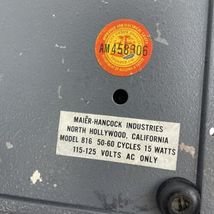 AM458306
MAIER-HANCOCK INDUSTRIES
NORTH HOLLYWOOD, CALIFORNIA
MODEL 816 50-60 CYCLES 15 WATTS
115-125 VOLTS AC ONLY